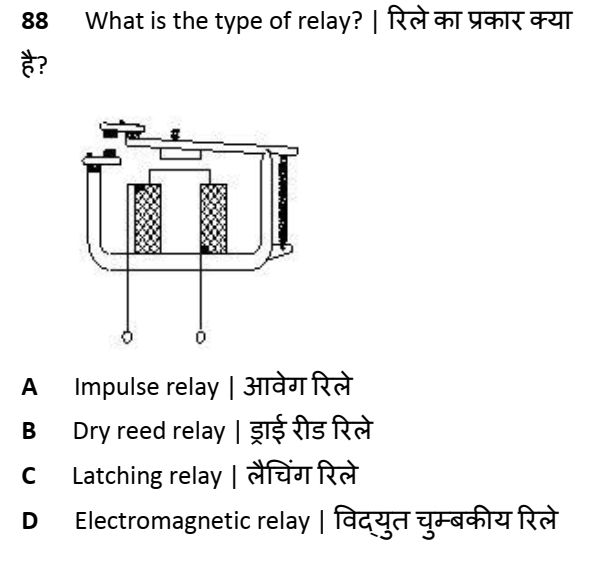 88 What is the type of relay? | रिले का प्रकार क्या
है?
A Impulse relay | आवेग रिले
B Dry reed relay | ड्राई रीड रिले
C Latching relay | लैचिंग रिले
D Electromagnetic relay | विद्युत चुम्बकीय रिले